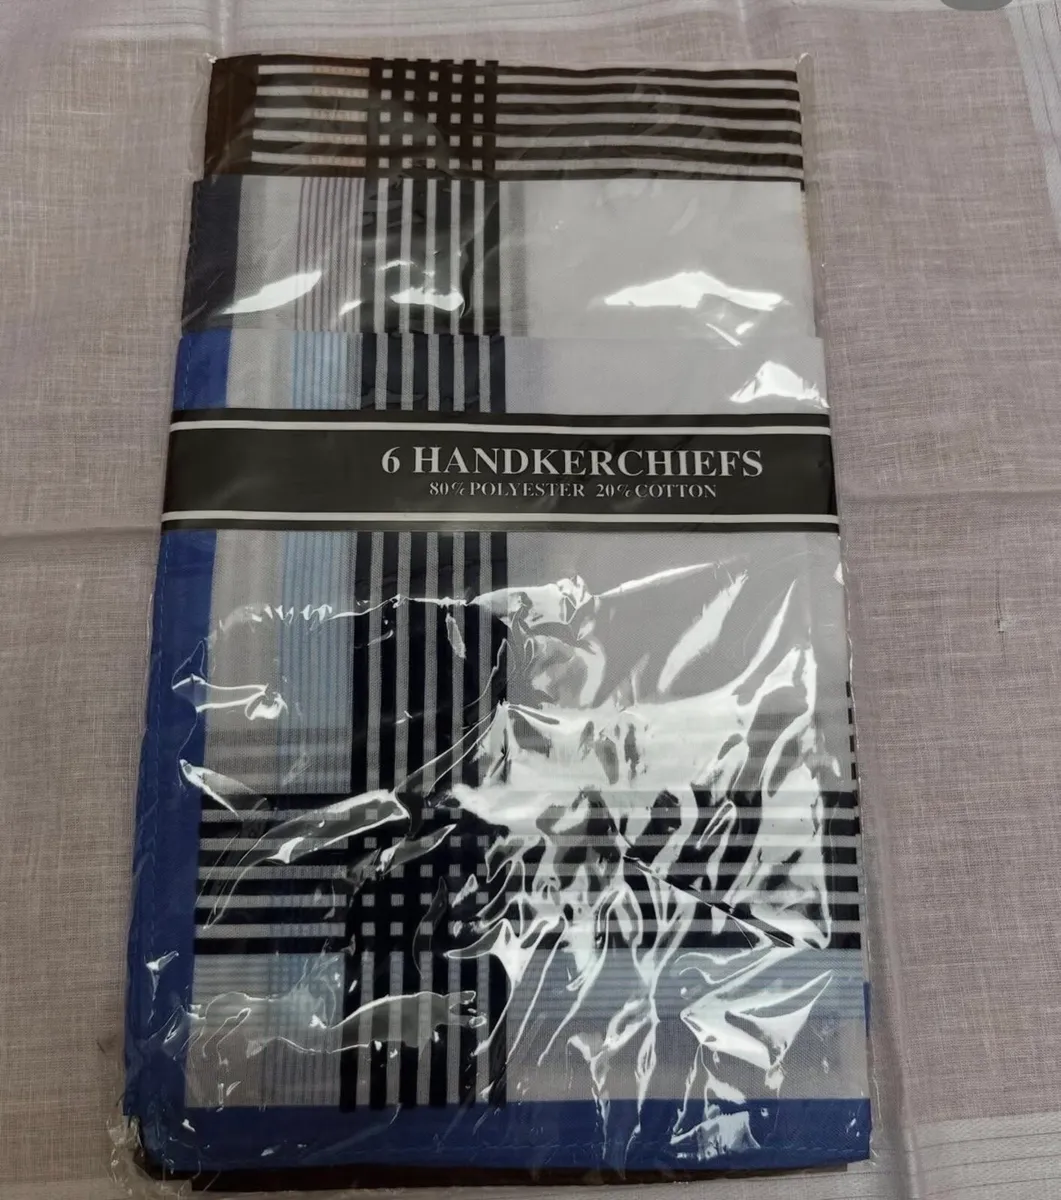 6 HANDKERCHIEFS
80% POLYESTER 20% COTTON